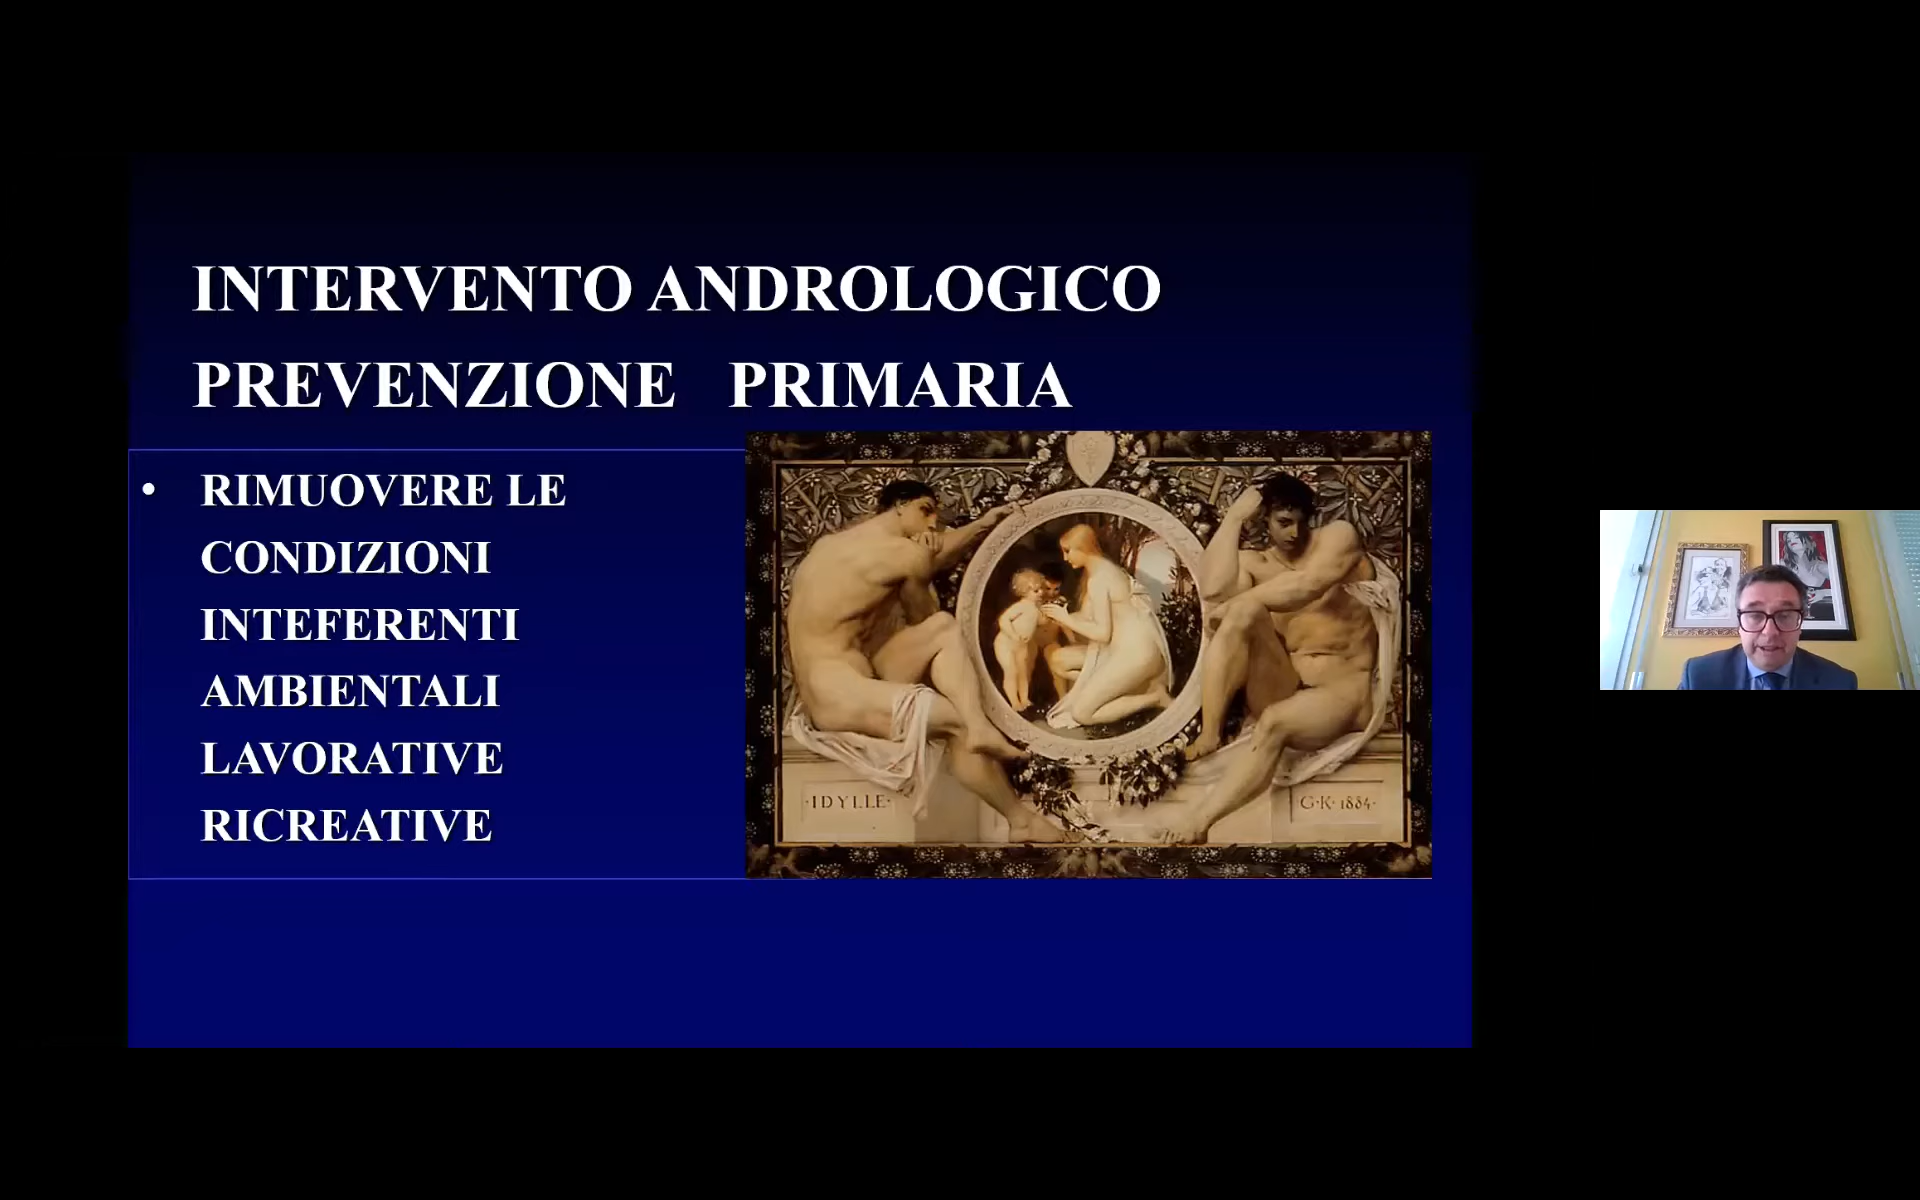 INTERVENTO ANDROLOGICO
PREVENZIONE PRIMARIA
• RIMUOVERE LE
CONDIZIONI
INTEFERENTI
AMBIENTALI
LAVORATIVE
RICREATIVE
·IDYLLE·
G·K· 1884·